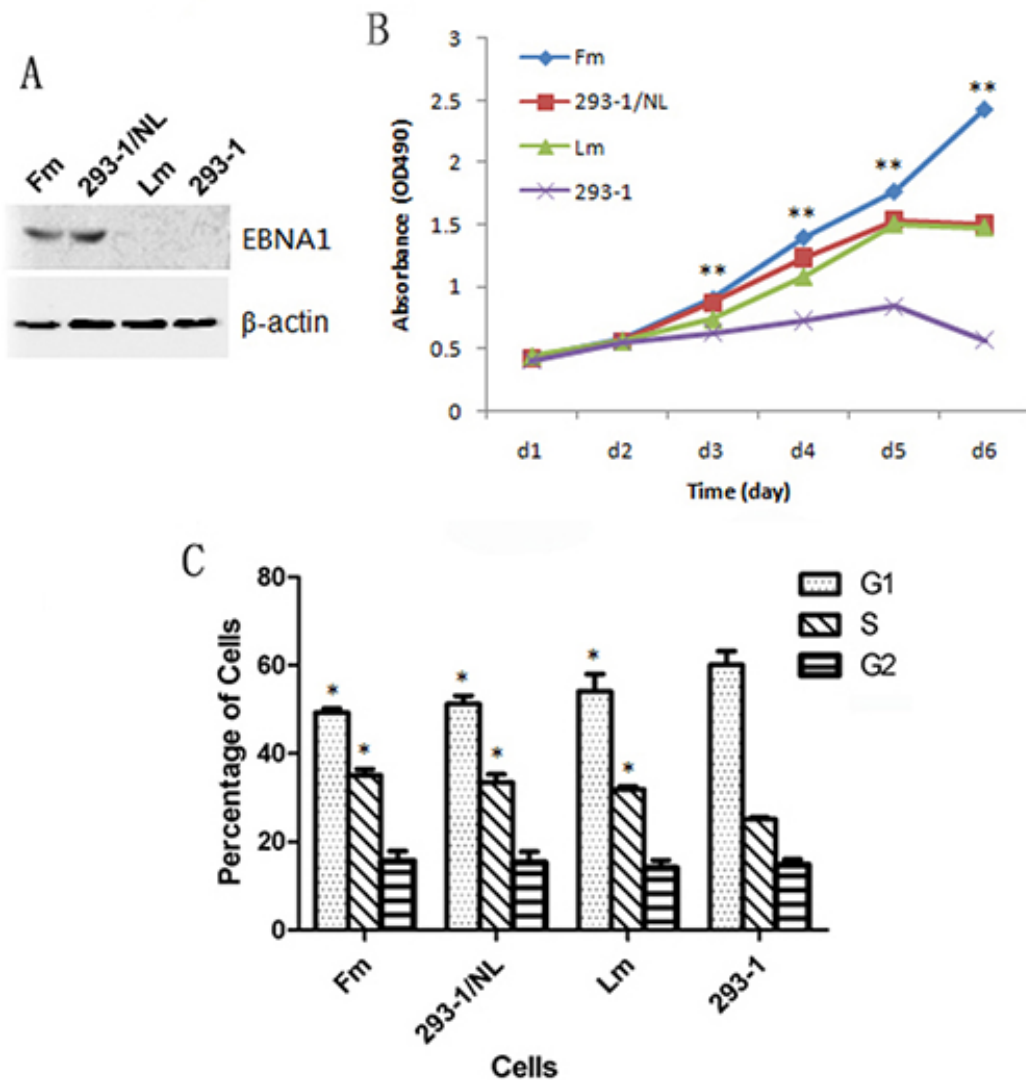 A
Fm 293-1/NL Lm 293-1
EBNA1
β-actin
B
3
2.5
2
1.5
1
0.5
0
Absorbance (OD490)
Fm
293-1/NL
Lm
293-1
**
**
**
**
d1 d2 d3 d4 d5 d6
Time (day)
C
80
60
40
20
0
Percentage of Cells
G1
S
G2
* * *
* * *
Fm 293-1/NL Lm 293-1
Cells